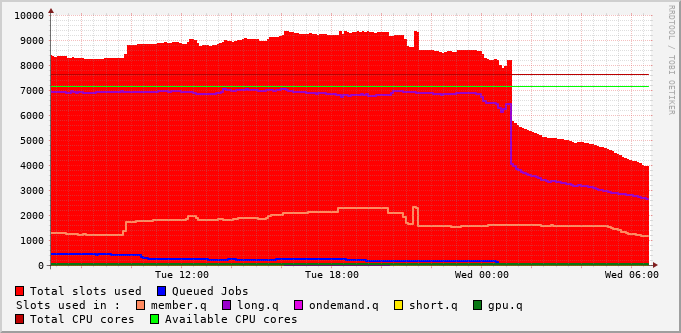 10000
9000
8000
7000
6000
5000
4000
3000
2000
1000
0
Tue 12:00 Tue 18:00 Wed 00:00 Wed 06:00
RRDTOOL / TOBI OETIKER
Total slots used Queued Jobs
Slots used in : member.q long.q ondemand.q short.q gpu.q
Total CPU cores Available CPU cores